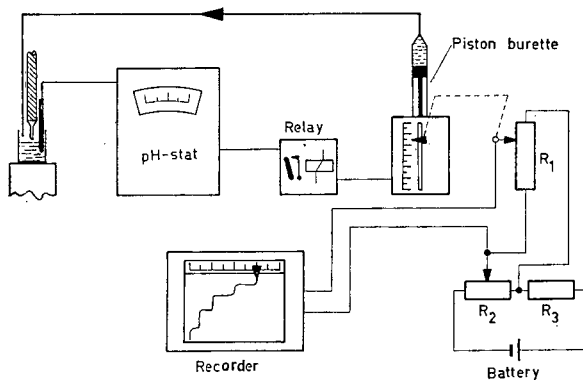 Piston burette
Relay
pH-stat
R1
R2
R3
Recorder
Battery